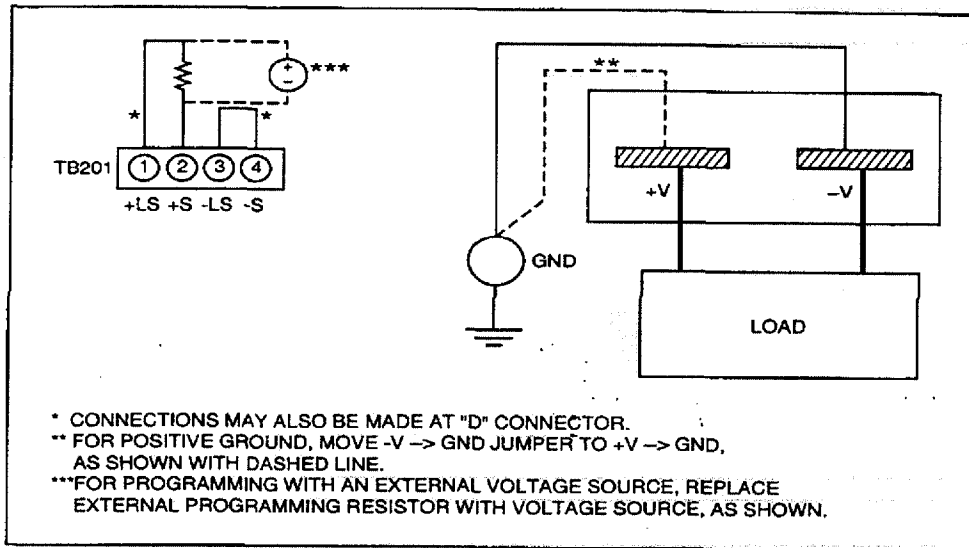 ***
**
*
*
+
−
TB201
1 2 3 4
+LS +S -LS -S
+V
−V
GND
LOAD
* CONNECTIONS MAY ALSO BE MADE AT "D" CONNECTOR.
** FOR POSITIVE GROUND, MOVE -V –> GND JUMPER TO +V –> GND,
AS SHOWN WITH DASHED LINE.
***FOR PROGRAMMING WITH AN EXTERNAL VOLTAGE SOURCE, REPLACE
EXTERNAL PROGRAMMING RESISTOR WITH VOLTAGE SOURCE, AS SHOWN.